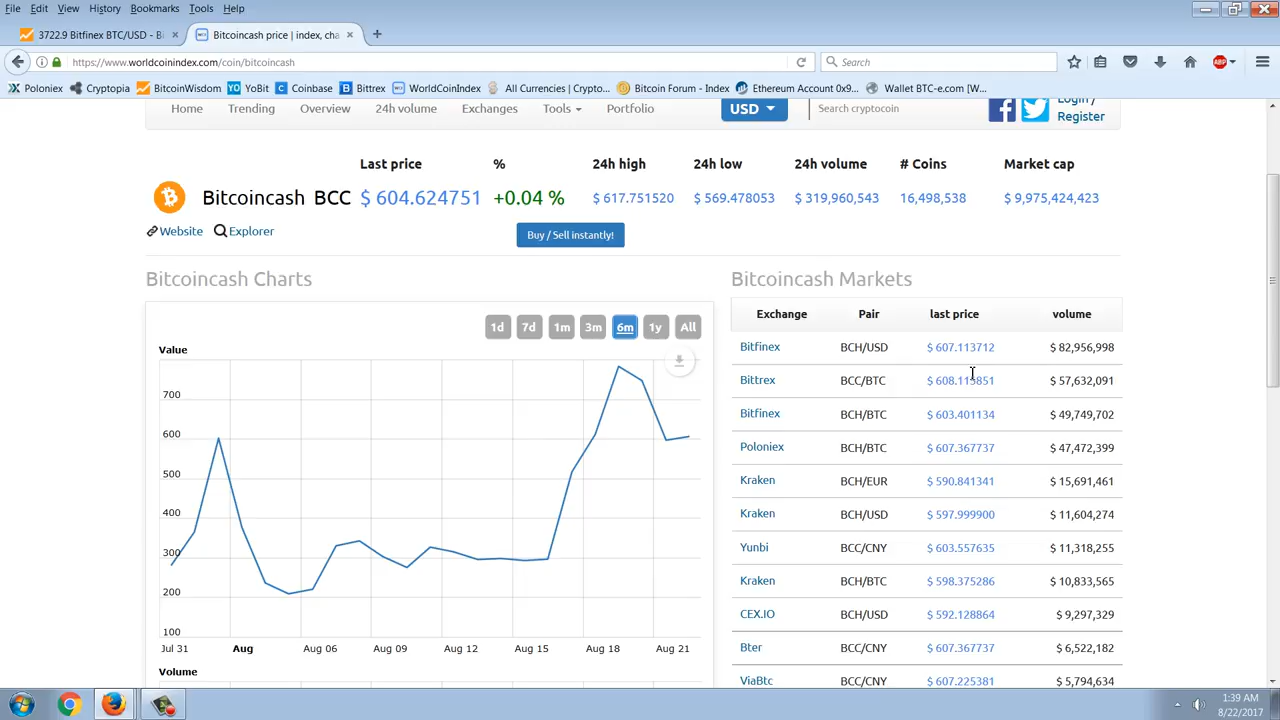 File Edit View History Bookmarks Tools Help
3722.9 Bitfinex BTC/USD - Bi × Bitcoincash price | index, cha × +
https://www.worldcoinindex.com/coin/bitcoincash Search ABP
Poloniex Cryptopia BitcoinWisdom YO YoBit C Coinbase B Bittrex WorldCoinIndex All Currencies | Crypto... Bitcoin Forum - Index Ethereum Account 0x9... Wallet BTC-e.com [W...
Home Trending Overview 24h volume Exchanges Tools Portfolio USD Search cryptocoin Login / Register
Last price % 24h high 24h low 24h volume # Coins Market cap
Bitcoincash BCC $ 604.624751 +0.04 % $ 617.751520 $ 569.478053 $ 319,960,543 16,498,538 $ 9,975,424,423
Website Explorer Buy / Sell instantly!
Bitcoincash Charts
1d 7d 1m 3m 6m 1y All
Value
700
600
500
400
300
200
100
Jul 31 Aug Aug 06 Aug 09 Aug 12 Aug 15 Aug 18 Aug 21
Volume
Bitcoincash Markets
Exchange Pair last price volume
Bitfinex BCH/USD $ 607.113712 $ 82,956,998
Bittrex BCC/BTC $ 608.113851 $ 57,632,091
Bitfinex BCH/BTC $ 603.401134 $ 49,749,702
Poloniex BCH/BTC $ 607.367737 $ 47,472,399
Kraken BCH/EUR $ 590.841341 $ 15,691,461
Kraken BCH/USD $ 597.999900 $ 11,604,274
Yunbi BCC/CNY $ 603.557635 $ 11,318,255
Kraken BCH/BTC $ 598.375286 $ 10,833,565
CEX.IO BCH/USD $ 592.128864 $ 9,297,329
Bter BCC/CNY $ 607.367737 $ 6,522,182
ViaBtc BCC/CNY $ 607.225381 $ 5,794,634
1:39 AM
8/22/2017